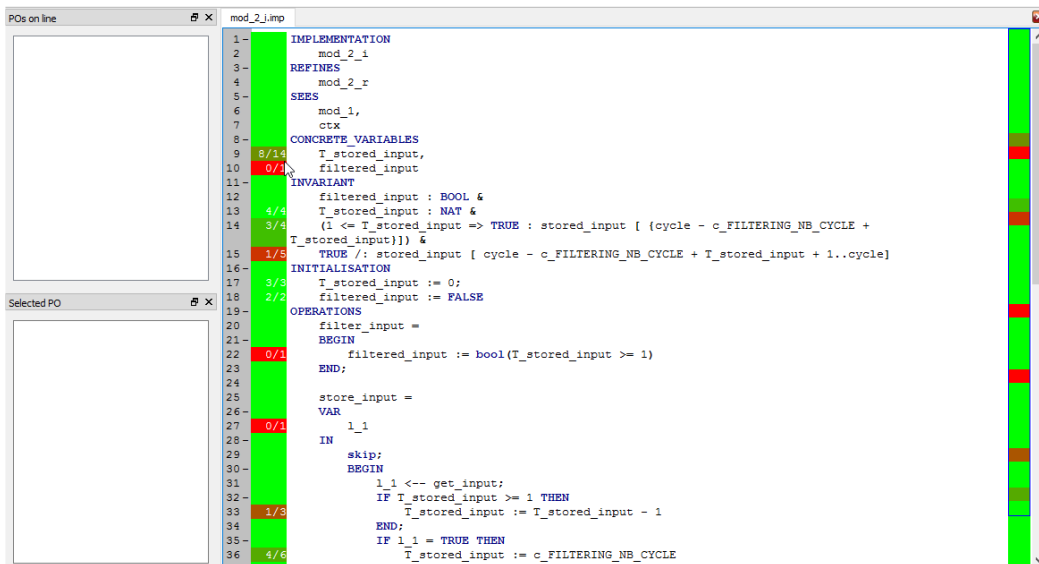 POs on line
Selected PO
mod_2_i.imp
1 IMPLEMENTATION
2 mod_2_i
3 REFINES
4 mod_2_r
5 SEES
6 mod_1,
7 ctx
8 CONCRETE_VARIABLES
9 8/14 T_stored_input,
10 0/1 filtered_input
11 INVARIANT
12 filtered_input : BOOL &
13 4/4 T_stored_input : NAT &
14 3/4 (1 <= T_stored_input => TRUE : stored_input [ {cycle - c_FILTERING_NB_CYCLE +
T_stored_input}]) &
15 1/5 TRUE /: stored_input [ cycle - c_FILTERING_NB_CYCLE + T_stored_input + 1..cycle]
16 INITIALISATION
17 3/3 T_stored_input := 0;
18 2/2 filtered_input := FALSE
19 OPERATIONS
20 filter_input =
21 BEGIN
22 0/1 filtered_input := bool(T_stored_input >= 1)
23 END;
24
25 store_input =
26 VAR
27 0/1 l_1
28 IN
29 skip;
30 BEGIN
31 l_1 <-- get_input;
32 IF T_stored_input >= 1 THEN
33 1/3 T_stored_input := T_stored_input - 1
34 END;
35 IF l_1 = TRUE THEN
36 4/6 T_stored_input := c_FILTERING_NB_CYCLE